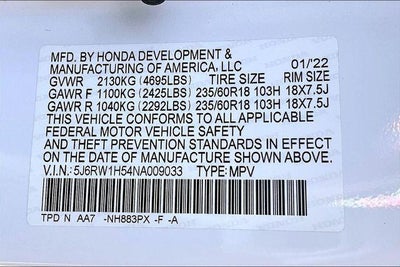 MFD. BY HONDA DEVELOPMENT &
MANUFACTURING OF AMERICA, LLC 01/'22
GVWR 2130KG (4695LBS) TIRE SIZE RIM SIZE
GAWR F 1100KG (2425LBS) 235/60R18 103H 18X7.5J
GAWR R 1040KG (2292LBS) 235/60R18 103H 18X7.5J
THIS VEHICLE CONFORMS TO ALL APPLICABLE
FEDERAL MOTOR VEHICLE SAFETY
AND THEFT PREVENTION STANDARDS IN EFFECT
ON THE DATE OF MANUFACTURE SHOWN ABOVE.
V.I.N.: 5J6RW1H54NA009033 TYPE: MPV
TPD N AA7 -NH883PX -F -A